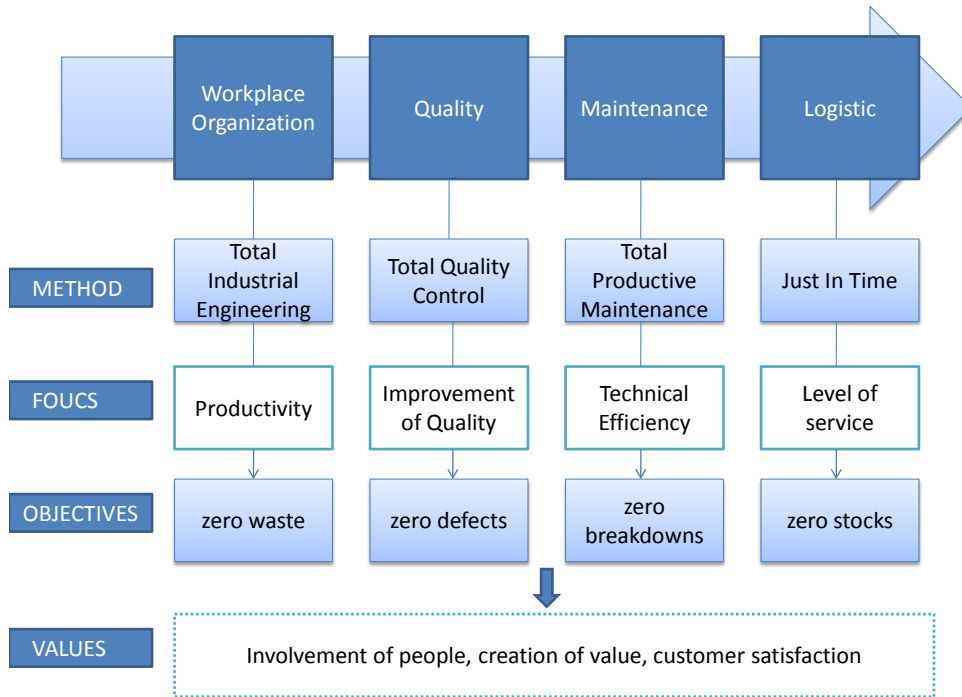 Workplace
Organization
Quality
Maintenance
Logistic
METHOD
Total
Industrial
Engineering
Total Quality
Control
Total
Productive
Maintenance
Just In Time
FOUCS
Productivity
Improvement
of Quality
Technical
Efficiency
Level of
service
OBJECTIVES
zero waste
zero defects
zero
breakdowns
zero stocks
VALUES
Involvement of people, creation of value, customer satisfaction